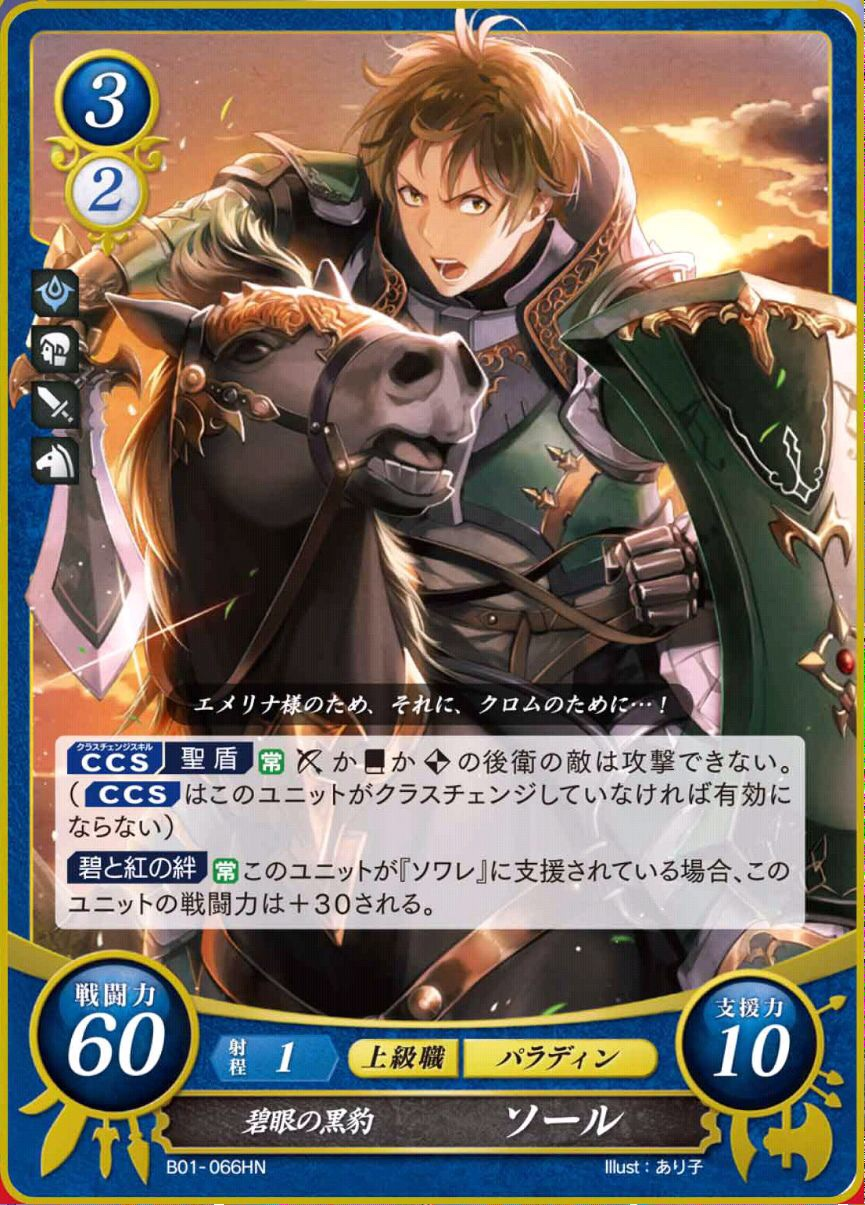 3
2
エメリナ様のため、それに、クロムのために…！
クラスチェンジスキル
CCS 聖盾 常 か か の後衛の敵は攻撃できない。
（CCSはこのユニットがクラスチェンジしていなければ有効に
ならない）
碧と紅の絆 常 このユニットが『ソワレ』に支援されている場合、この
ユニットの戦闘力は＋30される。
戦闘力
60
射程 1 上級職 パラディン
支援力
10
碧眼の黒豹 ソール
B01-066HN Illust：あり子